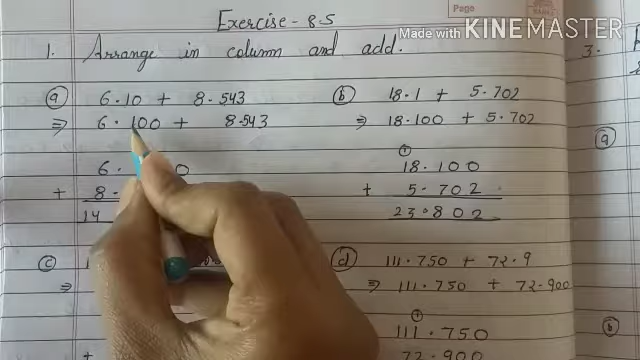 Page
Exercise - 8.5
Made with KINEMASTER
1. Arrange in column and add.
3.
(a) 6.10 + 8.543
⇒ 6.100 + 8.543
6. 0
+ 8.
14
(b) 18.1 + 5.702
⇒ 18.100 + 5.702
1
18.100
+ 5.702
23.802
(a)
(c)
⇒
+
(d) 111.750 + 72.9
⇒ 111.750 + 72.900
1
111.750
72.900
(b)